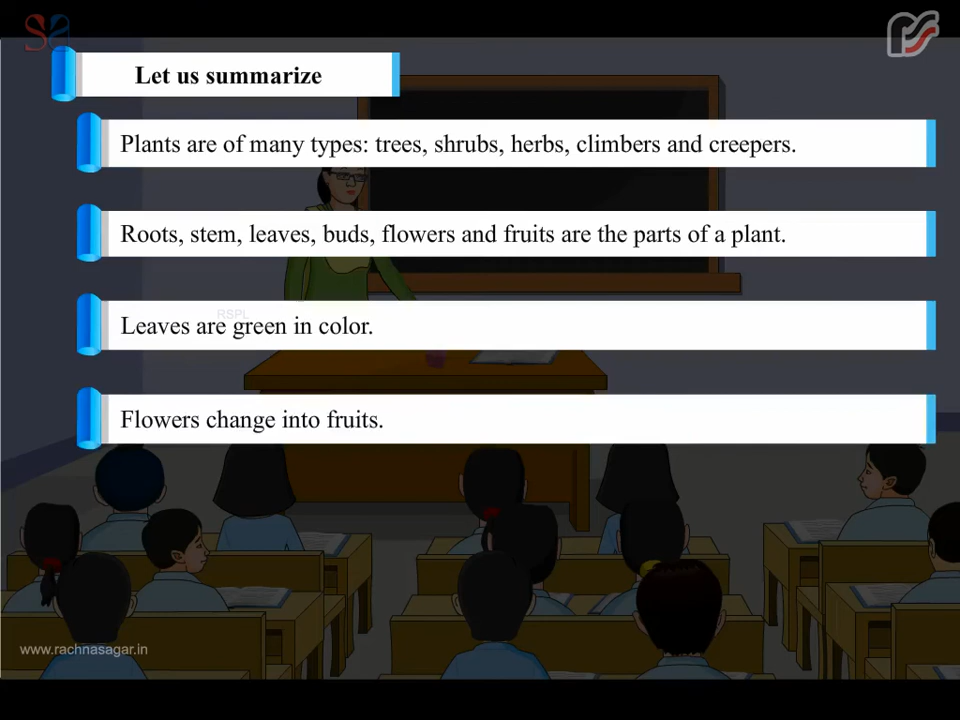 Let us summarize
Plants are of many types: trees, shrubs, herbs, climbers and creepers.
Roots, stem, leaves, buds, flowers and fruits are the parts of a plant.
RSPL
Leaves are green in color.
Flowers change into fruits.
www.rachnasagar.in